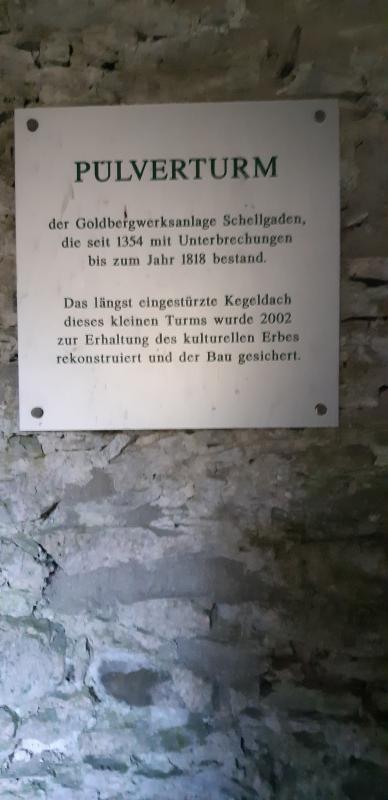 PULVERTURM
der Goldbergwerksanlage Schellgaden,
die seit 1354 mit Unterbrechungen
bis zum Jahr 1818 bestand.
Das längst eingestürzte Kegeldach
dieses kleinen Turms wurde 2002
zur Erhaltung des kulturellen Erbes
rekonstruiert und der Bau gesichert.